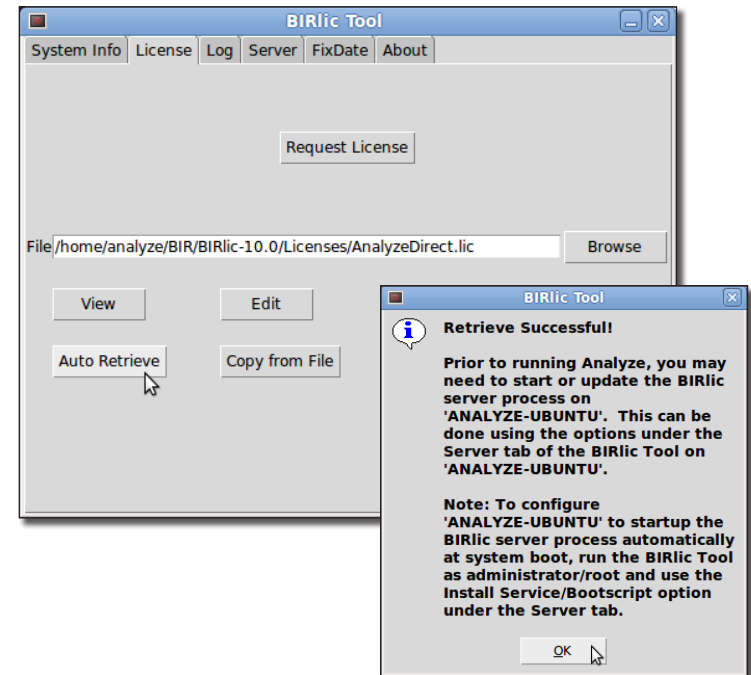 BIRlic Tool
System Info License Log Server FixDate About
Request License
File /home/analyze/BIR/BIRlic-10.0/Licenses/AnalyzeDirect.lic Browse
View Edit
Auto Retrieve Copy from File
BIRlic Tool
Retrieve Successful!
Prior to running Analyze, you may
need to start or update the BIRlic
server process on
'ANALYZE-UBUNTU'. This can be
done using the options under the
Server tab of the BIRlic Tool on
'ANALYZE-UBUNTU'.
Note: To configure
'ANALYZE-UBUNTU' to startup the
BIRlic server process automatically
at system boot, run the BIRlic Tool
as administrator/root and use the
Install Service/Bootscript option
under the Server tab.
OK